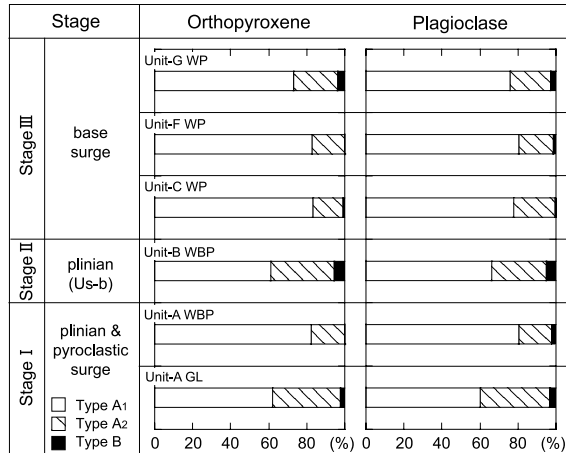 Stage Orthopyroxene Plagioclase
Stage III
base
surge
Unit-G WP
Unit-F WP
Unit-C WP
Stage II
plinian
(Us-b)
Unit-B WBP
Stage I
plinian &
pyroclastic
surge
Unit-A WBP
Unit-A GL
Type A1
Type A2
Type B
0 20 40 60 80 (%) 0 20 40 60 80 (%)